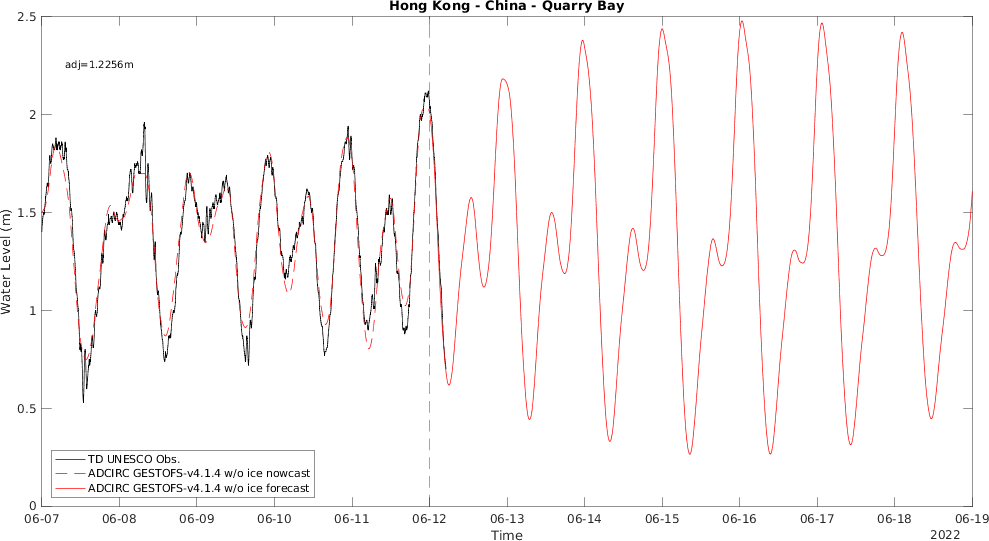 Hong Kong - China - Quarry Bay
adj=1.2256m
Water Level (m)
2.5
2
1.5
1
0.5
0
TD UNESCO Obs.
ADCIRC GESTOFS-v4.1.4 w/o ice nowcast
ADCIRC GESTOFS-v4.1.4 w/o ice forecast
06-07 06-08 06-09 06-10 06-11 06-12 06-13 06-14 06-15 06-16 06-17 06-18 06-19
Time
2022